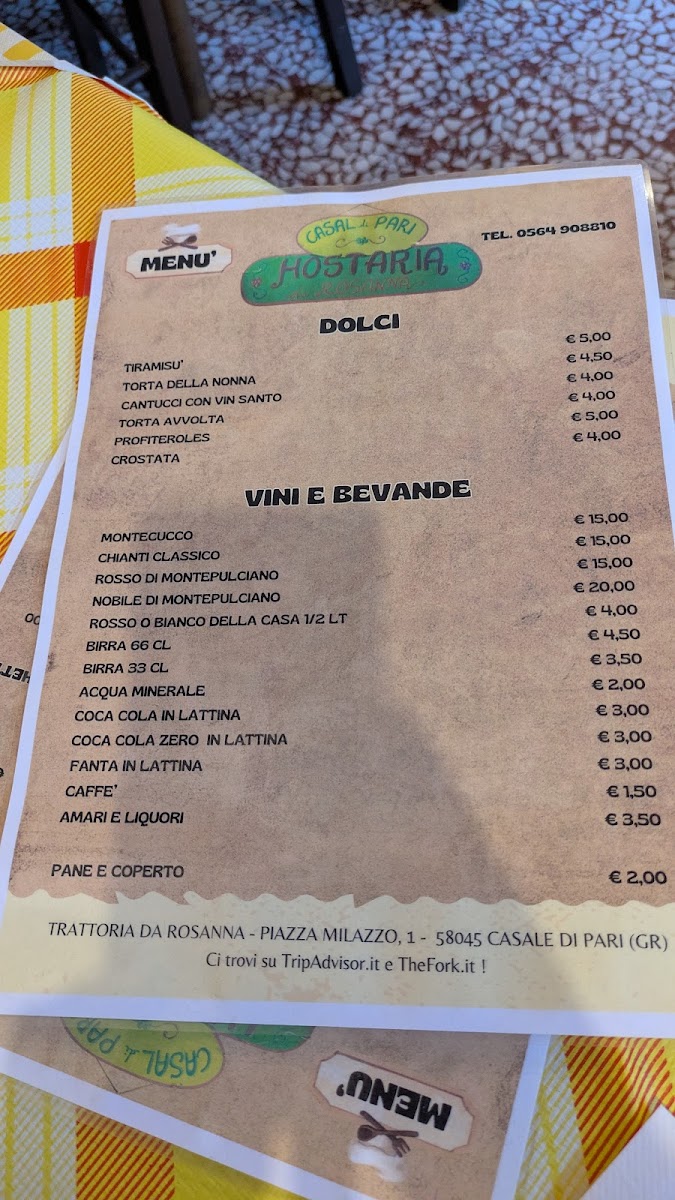 MENU'
CASAL di PARI
HOSTARIA
TEL. 0564 908810
DOLCI
TIRAMISU' € 5,00
TORTA DELLA NONNA € 4,50
CANTUCCI CON VIN SANTO € 4,00
TORTA AVVOLTA € 4,00
PROFITEROLES € 5,00
CROSTATA € 4,00
VINI E BEVANDE
MONTECUCCO € 15,00
CHIANTI CLASSICO € 15,00
ROSSO DI MONTEPULCIANO € 15,00
NOBILE DI MONTEPULCIANO € 20,00
ROSSO O BIANCO DELLA CASA 1/2 LT € 4,00
BIRRA 66 CL € 4,50
BIRRA 33 CL € 3,50
ACQUA MINERALE € 2,00
COCA COLA IN LATTINA € 3,00
COCA COLA ZERO IN LATTINA € 3,00
FANTA IN LATTINA € 3,00
CAFFE' € 1,50
AMARI E LIQUORI € 3,50
PANE E COPERTO € 2,00
TRATTORIA DA ROSANNA - PIAZZA MILAZZO, 1 - 58045 CASALE DI PARI (GR)
Ci trovi su TripAdvisor.it e TheFork.it !
CASAL di PARI
MENU'